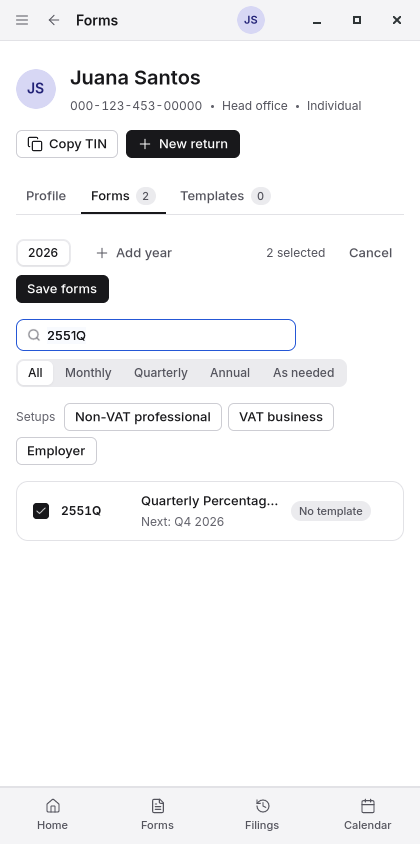 Forms
JS
JS
Juana Santos
000-123-453-00000 • Head office • Individual
Copy TIN
New return
Profile
Forms 2
Templates 0
2026
Add year
2 selected
Cancel
Save forms
2551Q
All
Monthly
Quarterly
Annual
As needed
Setups
Non-VAT professional
VAT business
Employer
2551Q
Quarterly Percentag...
Next: Q4 2026
No template
Home
Forms
Filings
Calendar